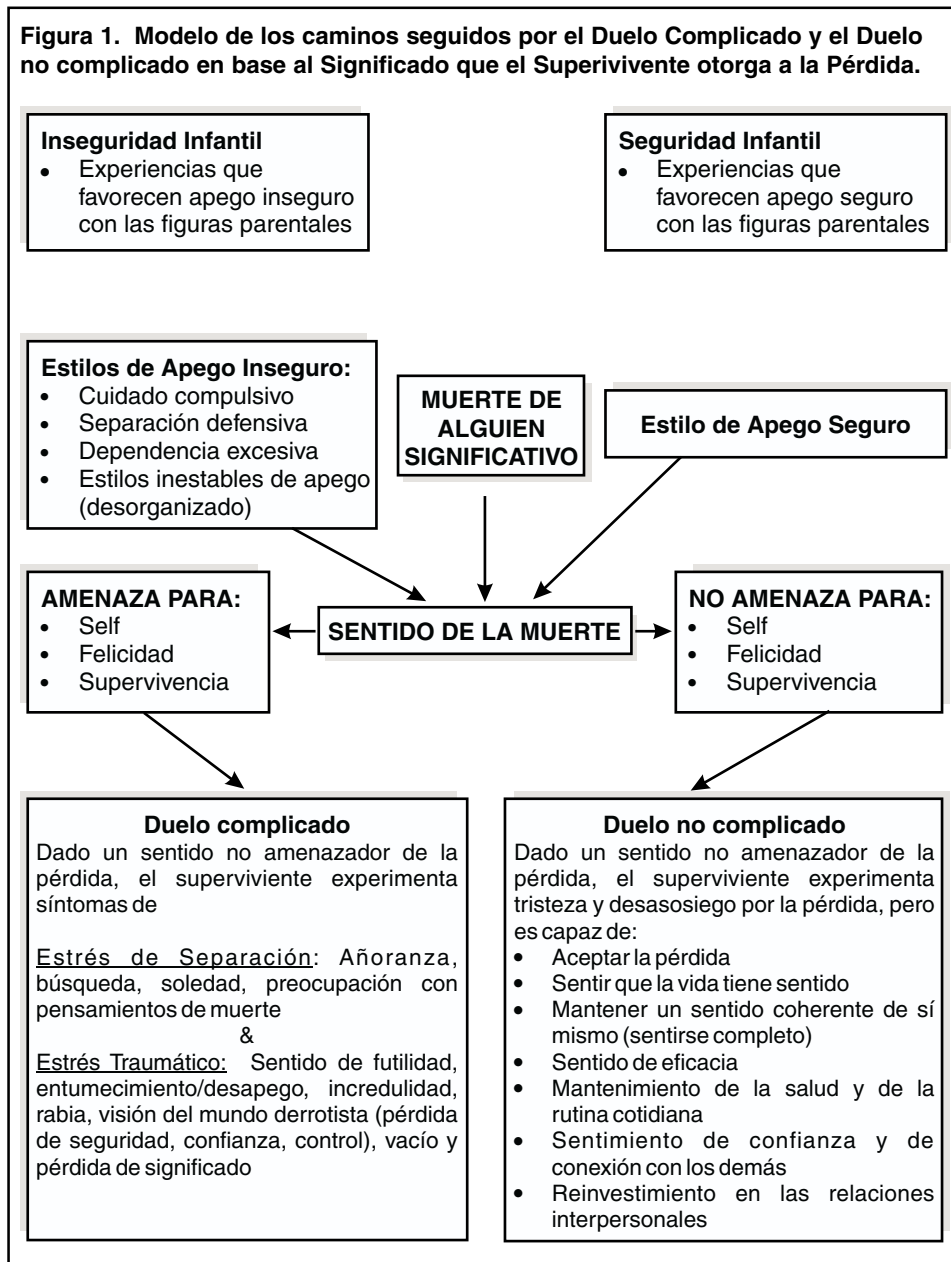 Figura 1.  Modelo de los caminos seguidos por el Duelo Complicado y el Duelo
no complicado en base al Significado que el Superivivente otorga a la Pérdida.
Inseguridad Infantil
• Experiencias que
favorecen apego inseguro
con las figuras parentales
Seguridad Infantil
• Experiencias que
favorecen apego seguro
con las figuras parentales
Estilos de Apego Inseguro:
• Cuidado compulsivo
• Separación defensiva
• Dependencia excesiva
• Estilos inestables de apego
(desorganizado)
MUERTE DE
ALGUIEN
SIGNIFICATIVO
Estilo de Apego Seguro
AMENAZA PARA:
• Self
• Felicidad
• Supervivencia
SENTIDO DE LA MUERTE
NO AMENAZA PARA:
• Self
• Felicidad
• Supervivencia
Duelo complicado
Dado un sentido no amenazador de la
pérdida, el superviviente experimenta
síntomas de
Estrés de Separación: Añoranza,
búsqueda, soledad, preocupación con
pensamientos de muerte
&
Estrés Traumático: Sentido de futilidad,
entumecimiento/desapego, incredulidad,
rabia, visión del mundo derrotista (pérdida
de seguridad, confianza, control), vacío y
pérdida de significado
Duelo no complicado
Dado un sentido no amenazador de la
pérdida, el superviviente experimenta
tristeza y desasosiego por la pérdida, pero
es capaz de:
• Aceptar la pérdida
• Sentir que la vida tiene sentido
• Mantener un sentido coherente de sí
mismo (sentirse completo)
• Sentido de eficacia
• Mantenimiento de la salud y de la
rutina cotidiana
• Sentimiento de confianza y de
conexión con los demás
• Reinvestimiento en las relaciones
interpersonales